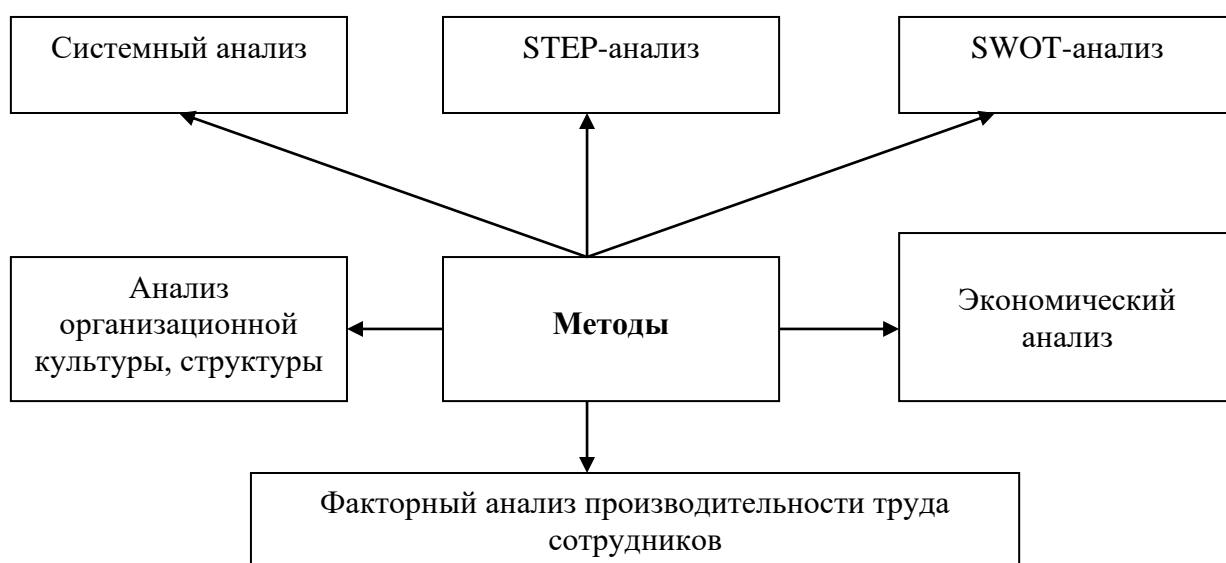 Системный анализ
STEP-анализ
SWOT-анализ
Анализ
организационной
культуры, структуры
Методы
Экономический
анализ
Факторный анализ производительности труда
сотрудников